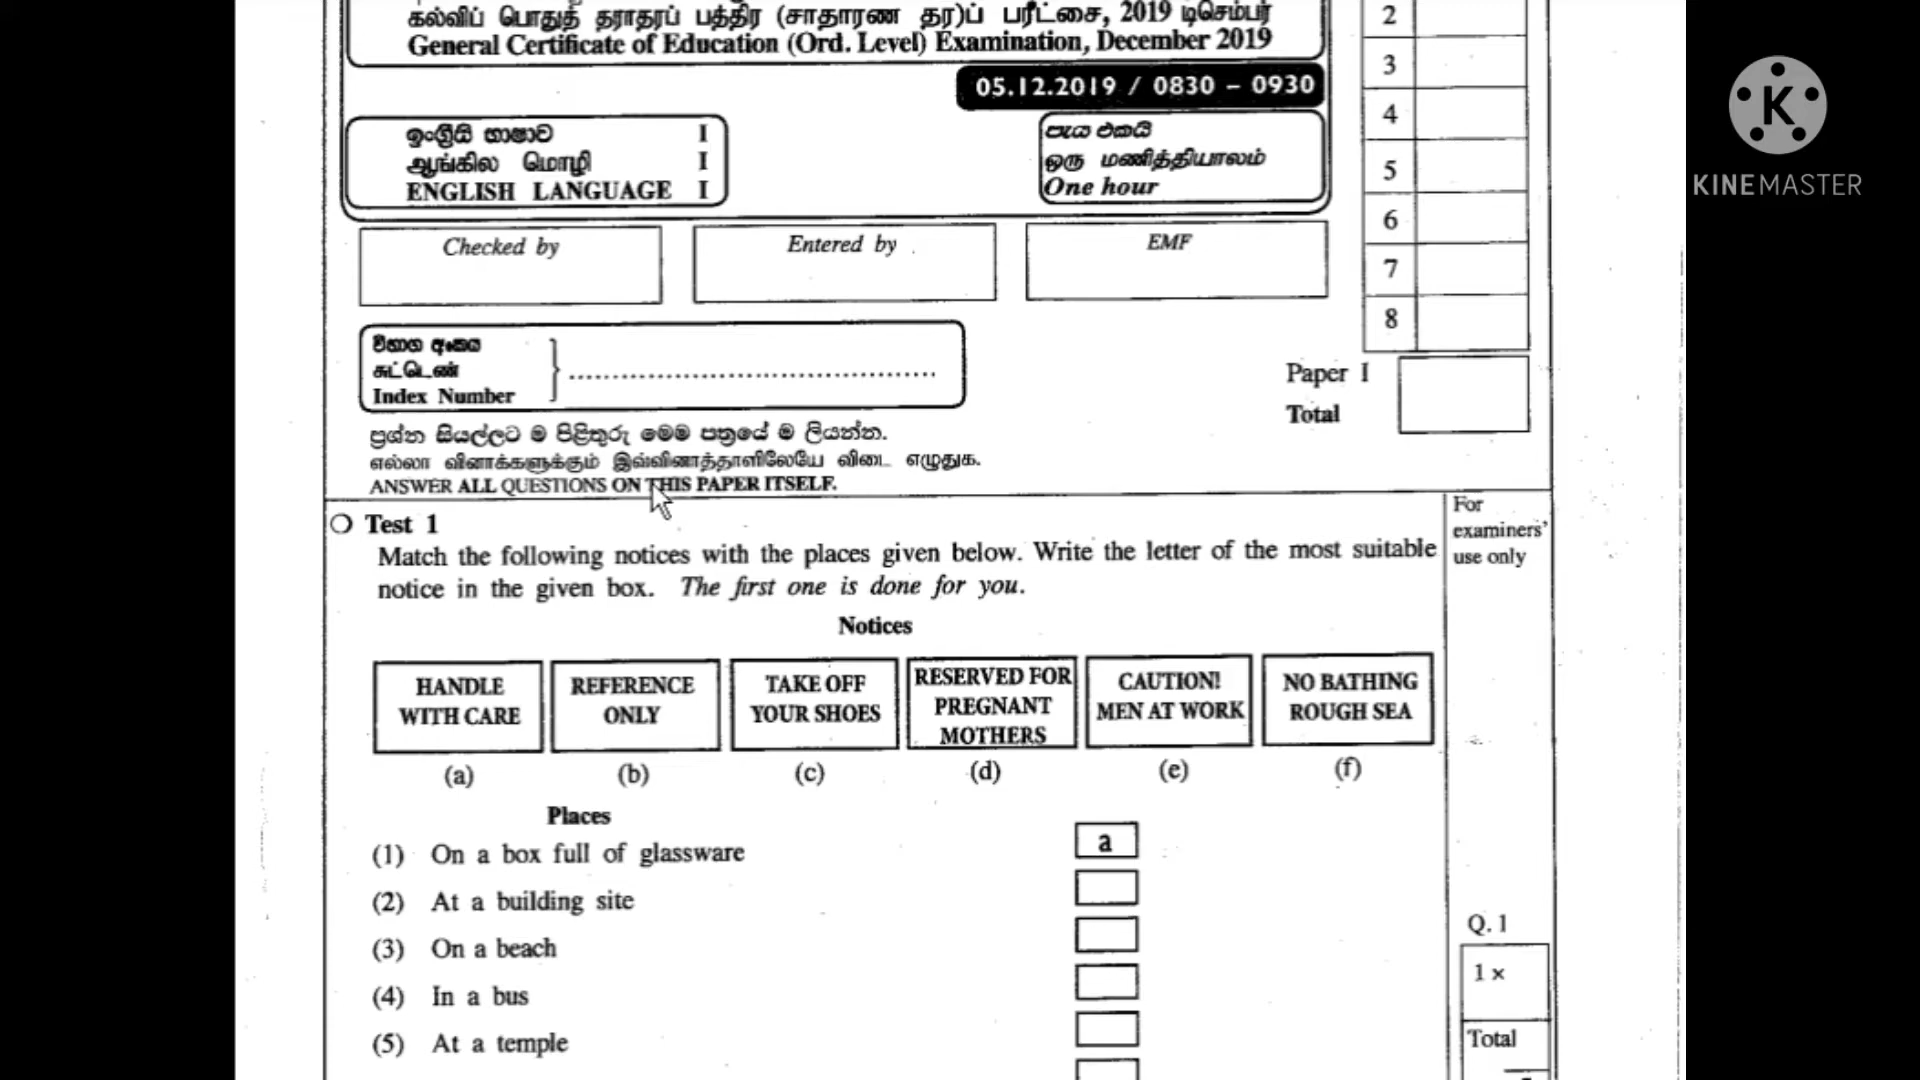 கல்விப் பொதுத் தராதரப் பத்திர (சாதாரண தர)ப் பரீட்சை, 2019 டிசெம்பர்
General Certificate of Education (Ord. Level) Examination, December 2019
05.12.2019 / 0830 – 0930
ඉංග්‍රීසි භාෂාව I
ஆங்கில மொழி I
ENGLISH LANGUAGE I
පැය එකයි
ஒரு மணித்தியாலம்
One hour
2
3
4
5
6
7
8
Checked by
Entered by
EMF
විභාග අංකය
சுட்டெண்
Index Number
Paper I
Total
ප්‍රශ්න සියල්ලට ම පිළිතුරු මෙම පත්‍රයේ ම ලියන්න.
எல்லா வினாக்களுக்கும் இவ்வினாத்தாளிலேயே விடை எழுதுக.
ANSWER ALL QUESTIONS ON THIS PAPER ITSELF.
For
examiners'
use only
Test 1
Match the following notices with the places given below. Write the letter of the most suitable
notice in the given box. The first one is done for you.
Notices
HANDLE
WITH CARE
(a)
REFERENCE
ONLY
(b)
TAKE OFF
YOUR SHOES
(c)
RESERVED FOR
PREGNANT
MOTHERS
(d)
CAUTION!
MEN AT WORK
(e)
NO BATHING
ROUGH SEA
(f)
Places
(1) On a box full of glassware a
(2) At a building site
(3) On a beach
(4) In a bus
(5) At a temple
Q. 1
1 x
Total
K
KINEMASTER